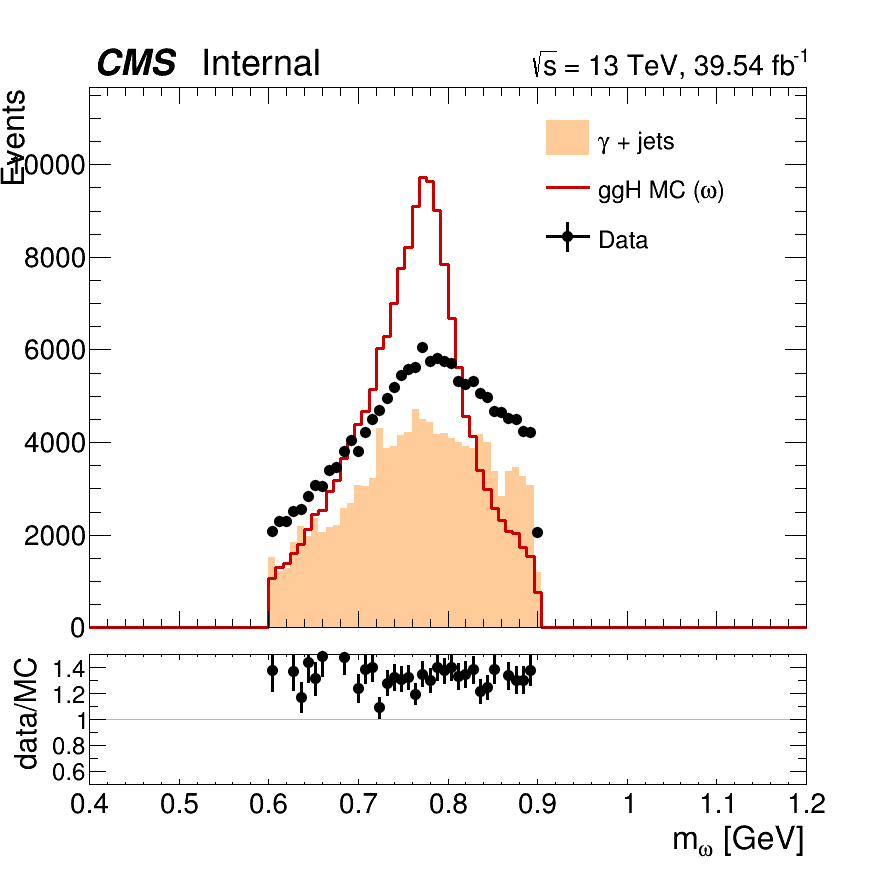 CMS Internal
√s = 13 TeV, 39.54 fb⁻¹
Events
γ + jets
ggH MC (ω)
Data
0000
8000
6000
4000
2000
0
data/MC
1.4
1.2
1
0.8
0.6
0.4 0.5 0.6 0.7 0.8 0.9 1 1.1 1.2
m_ω [GeV]